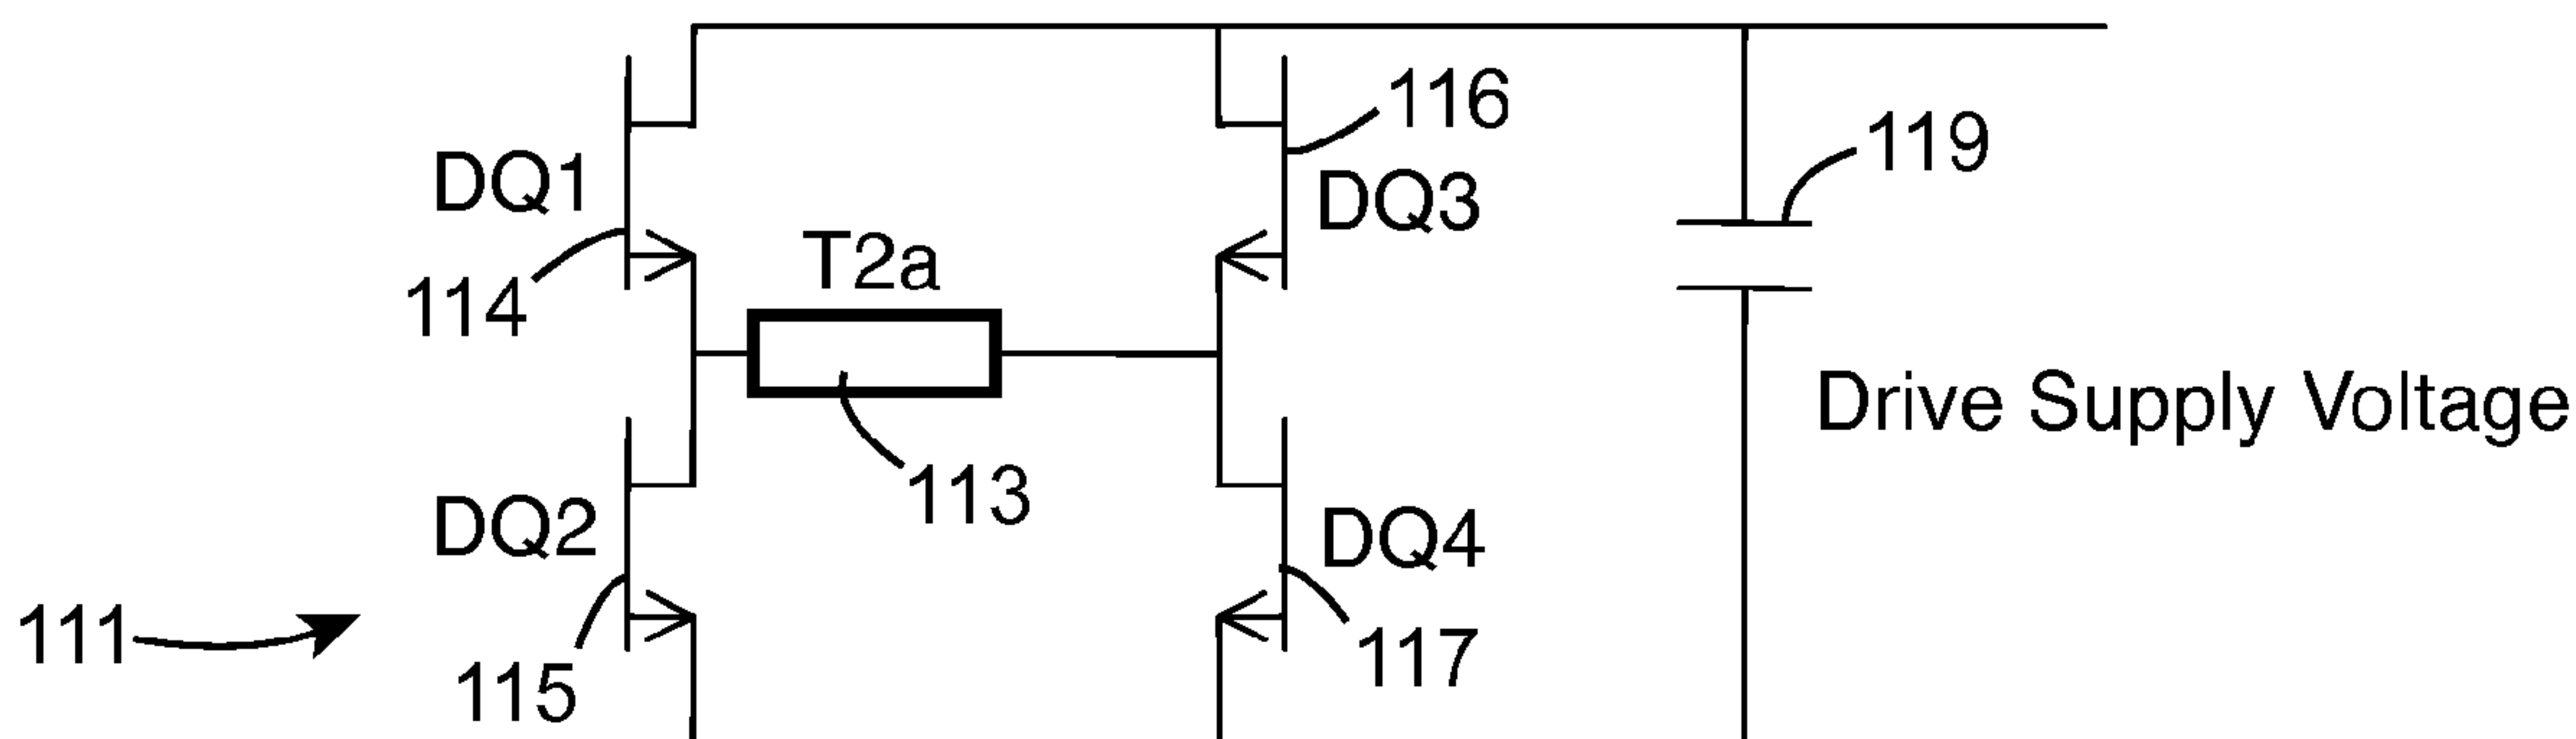 116
119
DQ1
DQ3
T2a
114
Drive Supply Voltage
113
DQ2
DQ4
111
115
117